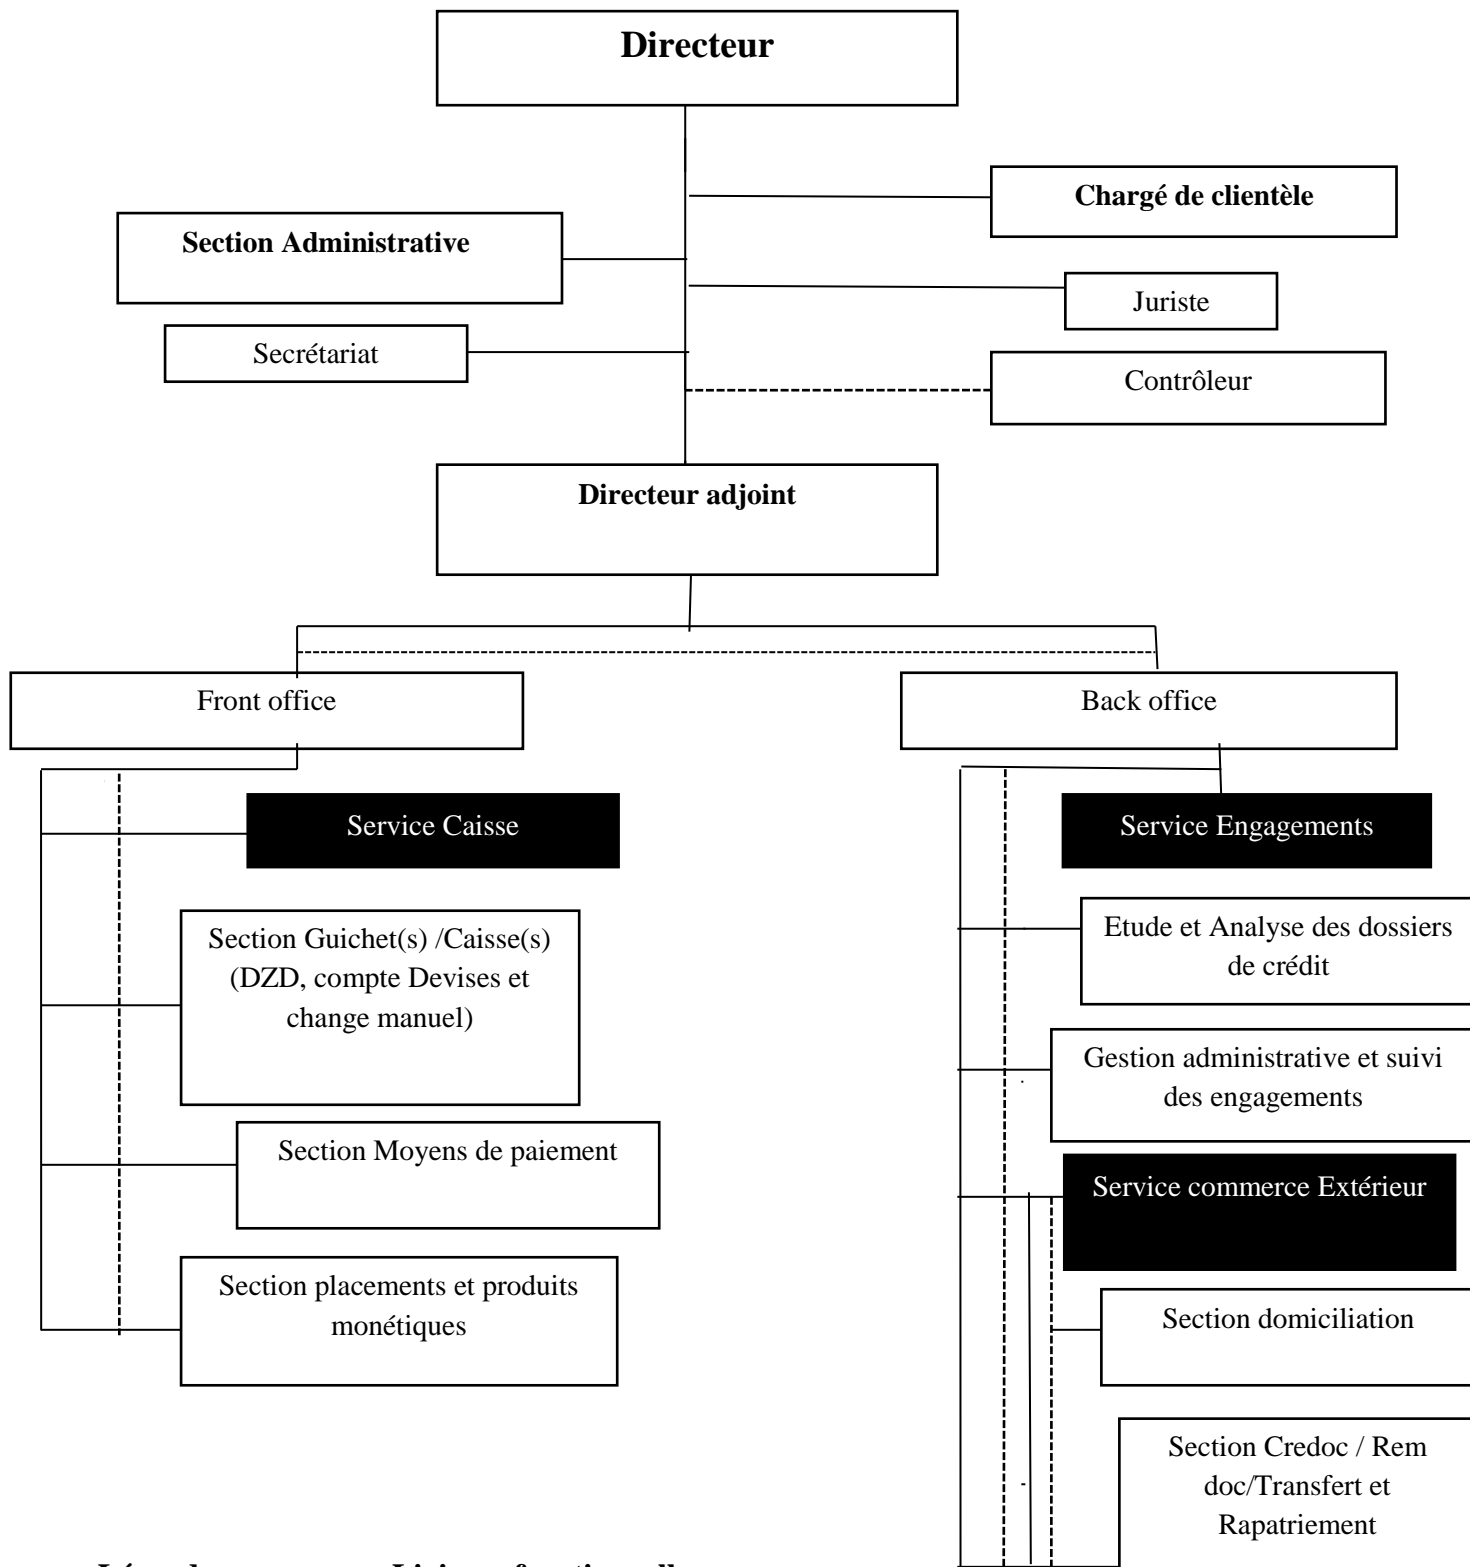 Directeur
Chargé de clientèle
Section Administrative
Juriste
Secrétariat
Contrôleur
Directeur adjoint
Front office
Back office
Service Caisse
Service Engagements
Section Guichet(s) /Caisse(s)
(DZD, compte Devises et
change manuel)
Etude et Analyse des dossiers
de crédit
Gestion administrative et suivi
des engagements
Section Moyens de paiement
Service commerce Extérieur
Section placements et produits
monétiques
Section domiciliation
Section Credoc / Rem
doc/Transfert et
Rapatriement